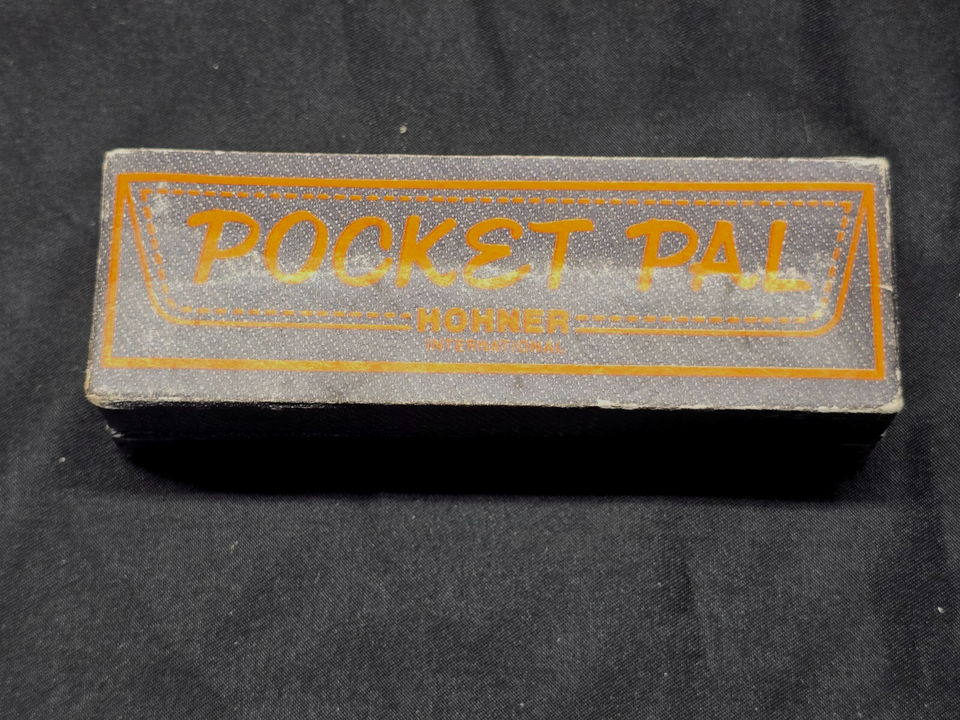 POCKET PAL
HOHNER
INTERNATIONAL